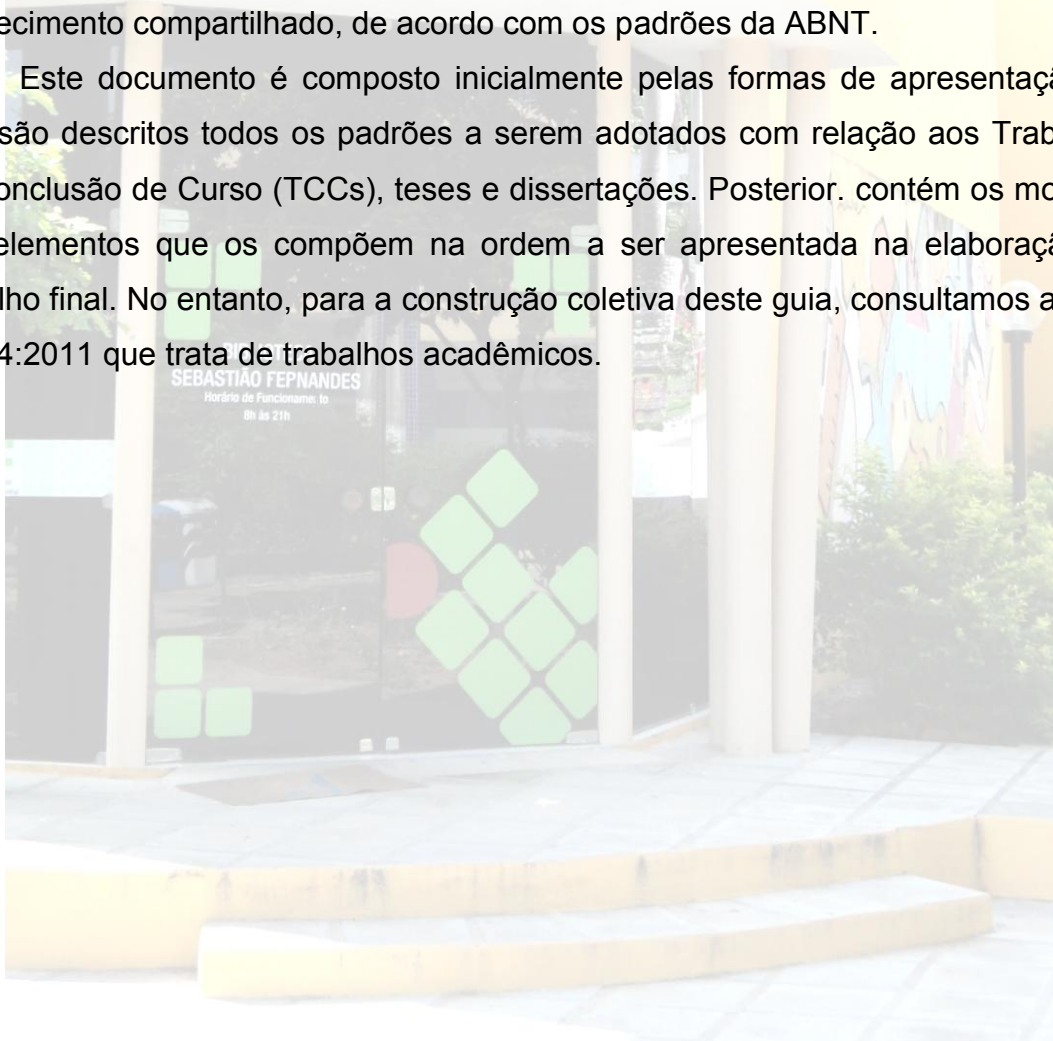 ecimento compartilhado, de acordo com os padrões da ABNT.
Este documento é composto inicialmente pelas formas de apresentaçã
são descritos todos os padrões a serem adotados com relação aos Trab
onclusão de Curso (TCCs), teses e dissertações. Posterior. contém os mo
elementos que os compõem na ordem a ser apresentada na elaboraçã
lho final. No entanto, para a construção coletiva deste guia, consultamos a
4:2011 que trata de trabalhos acadêmicos.
SEBASTIÃO FEPNANDES
Horário de Funcioname: to
8h às 21h